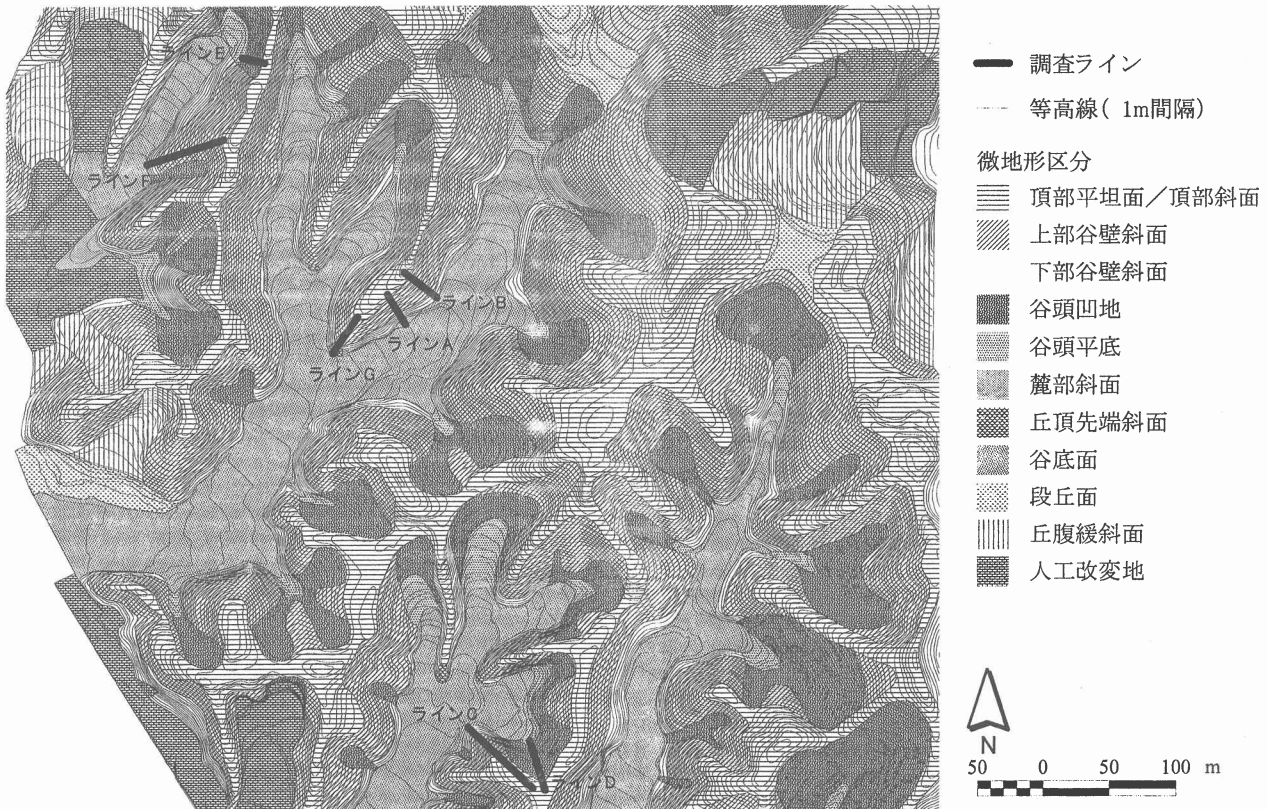 ラインE
ラインF
ラインB
ラインA
ラインG
ラインC
ラインD
調査ライン
等高線( 1m間隔)
微地形区分
頂部平坦面/頂部斜面
上部谷壁斜面
下部谷壁斜面
谷頭凹地
谷頭平底
麓部斜面
丘頂先端斜面
谷底面
段丘面
丘腹緩斜面
人工改変地
N
50 0 50 100 m